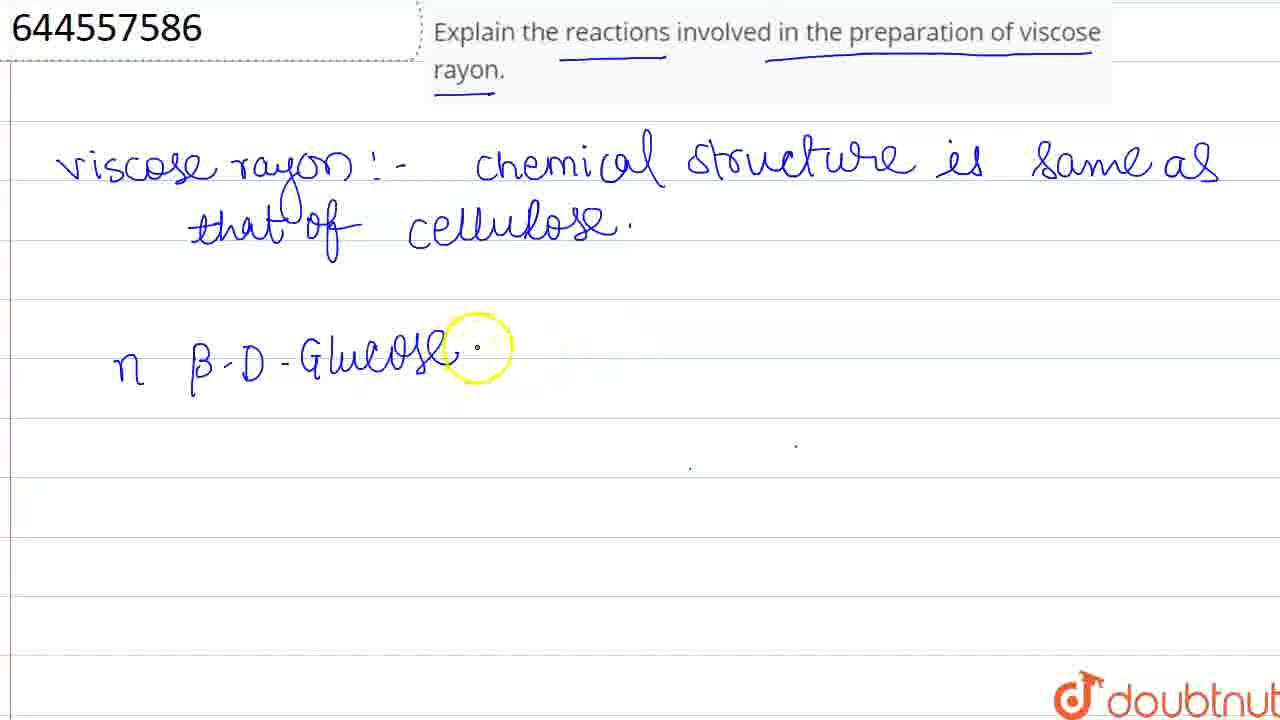 644557586
Explain the reactions involved in the preparation of viscose
rayon.
viscose rayon :- chemical structure is same as
that of cellulose.
n β-D-Glucose
doubtnut